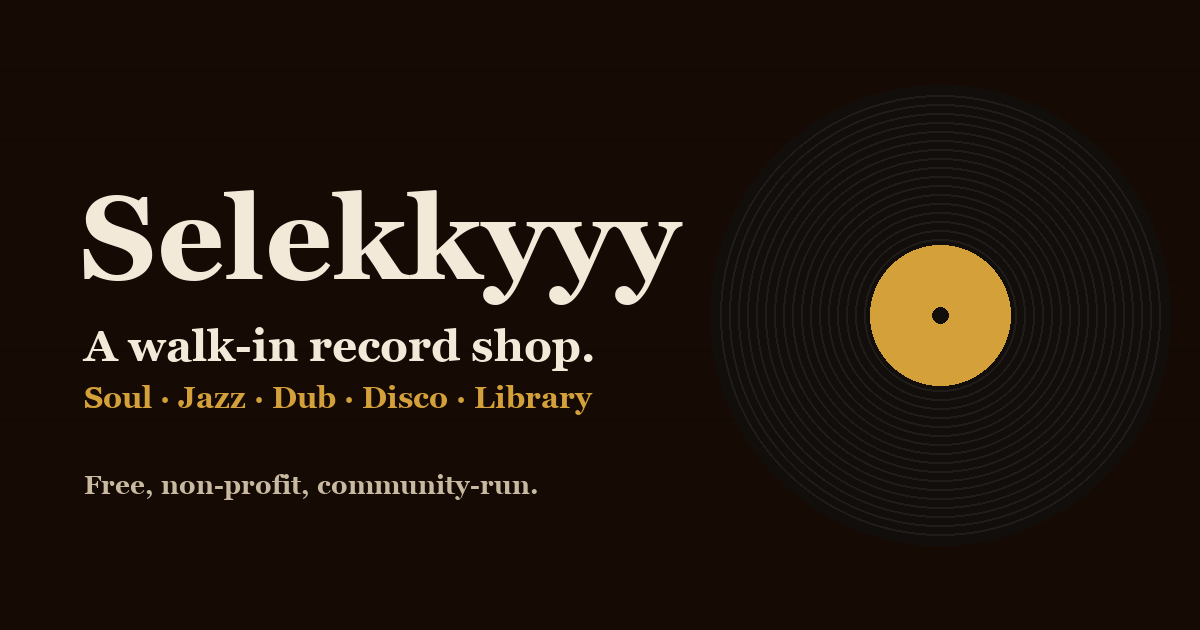 Selekkyyy
A walk-in record shop.
Soul · Jazz · Dub · Disco · Library
Free, non-profit, community-run.